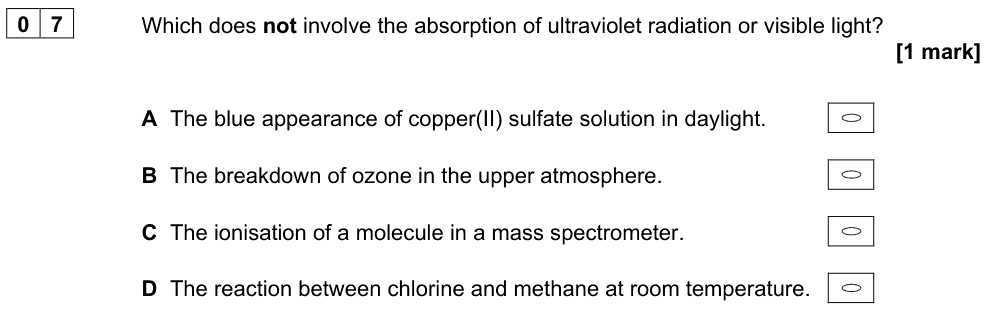 0 7 Which does not involve the absorption of ultraviolet radiation or visible light?
[1 mark]
A The blue appearance of copper(II) sulfate solution in daylight.
B The breakdown of ozone in the upper atmosphere.
C The ionisation of a molecule in a mass spectrometer.
D The reaction between chlorine and methane at room temperature.